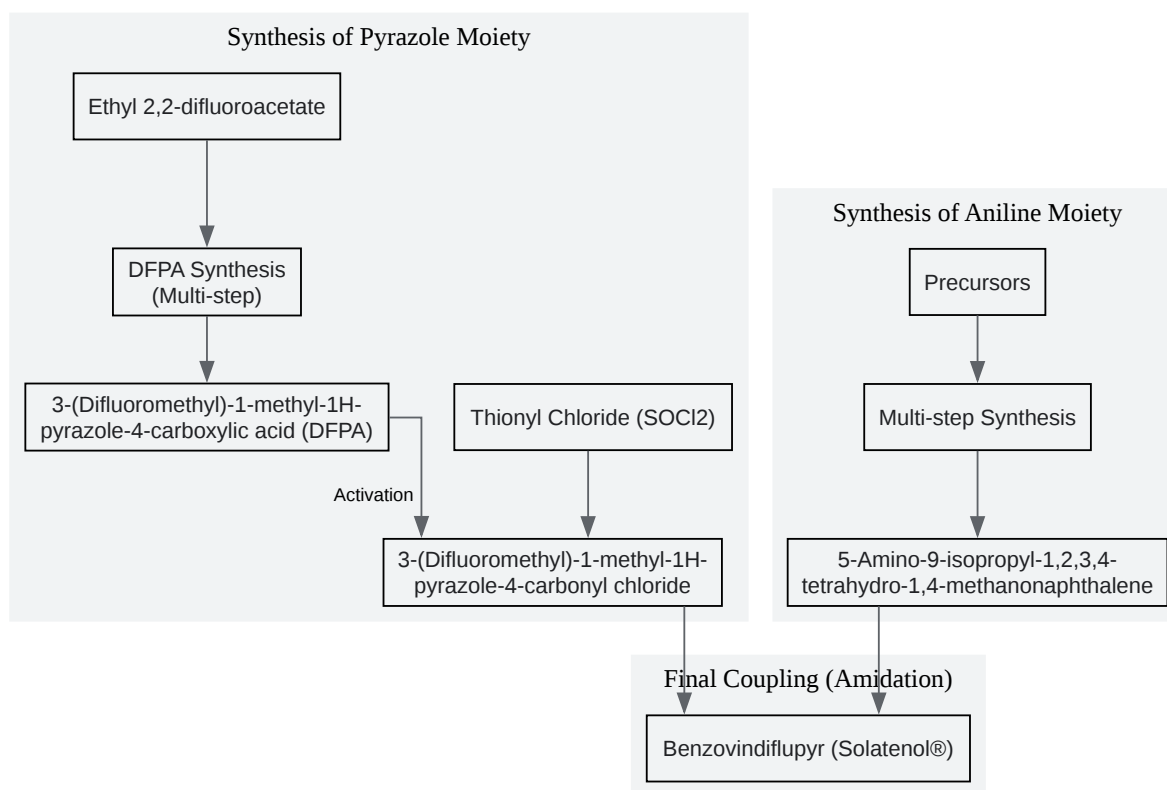 Synthesis of Pyrazole Moiety
Ethyl 2,2-difluoroacetate
DFPA Synthesis
(Multi-step)
3-(Difluoromethyl)-1-methyl-1H-
pyrazole-4-carboxylic acid (DFPA)
Thionyl Chloride (SOCl2)
Activation
3-(Difluoromethyl)-1-methyl-1H-
pyrazole-4-carbonyl chloride
Synthesis of Aniline Moiety
Precursors
Multi-step Synthesis
5-Amino-9-isopropyl-1,2,3,4-
tetrahydro-1,4-methanonaphthalene
Final Coupling (Amidation)
Benzovindiflupyr (Solatenol®)